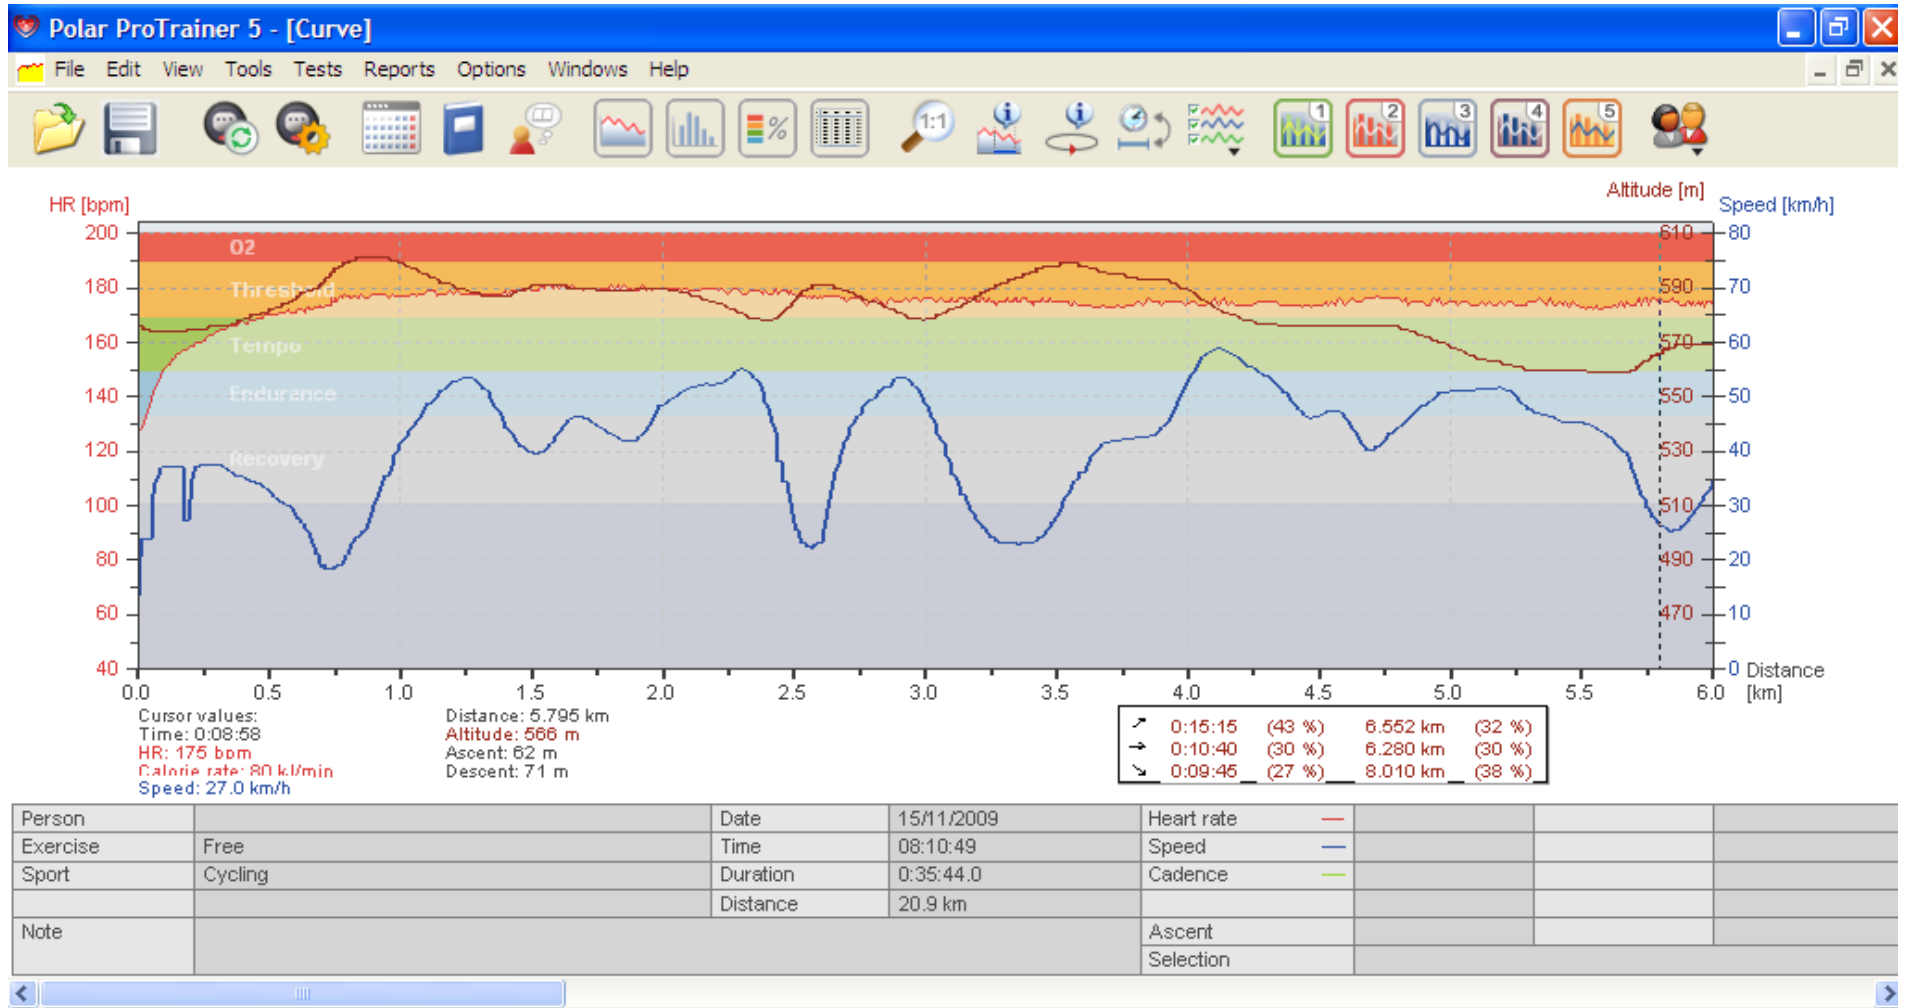 Polar ProTrainer 5 - [Curve]
File Edit View Tools Tests Reports Options Windows Help
1:1 1 2 3 4 5
%
HR [bpm]
Altitude [m]
Speed [km/h]
200
180
160
140
120
100
80
60
40
O2
Threshold
Tempo
Endurence
Recovery
610
590
570
550
530
510
490
470
80
70
60
50
40
30
20
10
0 Distance
[km]
0.0 0.5 1.0 1.5 2.0 2.5 3.0 3.5 4.0 4.5 5.0 5.5 6.0
Cursor values:
Time: 0:08:58
HR: 175 bpm
Calorie rate: 80 kJ/min
Speed: 27.0 km/h
Distance: 5.795 km
Altitude: 566 m
Ascent: 62 m
Descent: 71 m
0:15:15 (43 %) 6.552 km (32 %)
0:10:40 (30 %) 6.280 km (30 %)
0:09:45 (27 %) 8.010 km (38 %)
Person Date 15/11/2009 Heart rate
Exercise Free Time 08:10:49 Speed
Sport Cycling Duration 0:35:44.0 Cadence
Distance 20.9 km
Note Ascent
Selection